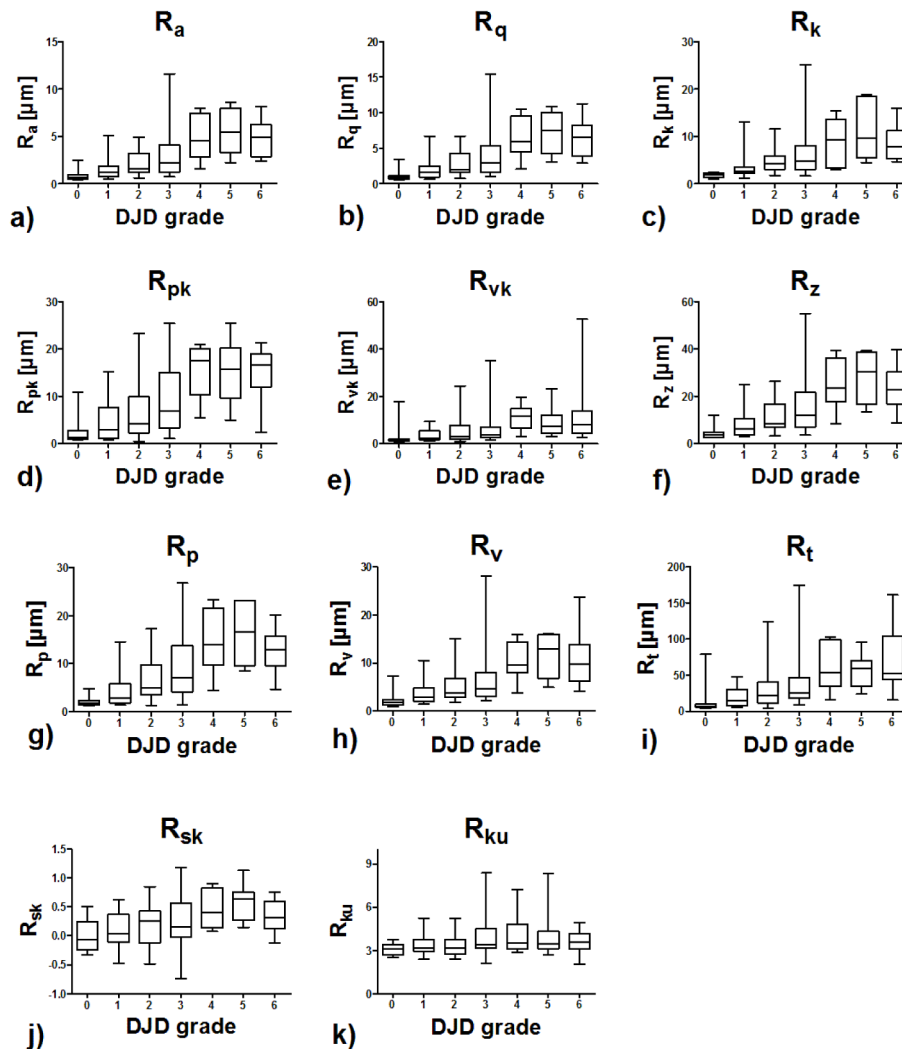 Ra
15
10
5
0
Ra [µm]
0 1 2 3 4 5 6
DJD grade
a)
Rq
20
15
10
5
0
Rq [µm]
0 1 2 3 4 5 6
DJD grade
b)
Rk
30
20
10
0
Rk [µm]
0 1 2 3 4 5 6
DJD grade
c)
Rpk
30
20
10
0
Rpk [µm]
0 1 2 3 4 5 6
DJD grade
d)
Rvk
60
40
20
0
Rvk [µm]
0 1 2 3 4 5 6
DJD grade
e)
Rz
60
40
20
0
Rz [µm]
0 1 2 3 4 5 6
DJD grade
f)
Rp
30
20
10
0
Rp [µm]
0 1 2 3 4 5 6
DJD grade
g)
Rv
30
20
10
0
Rv [µm]
0 1 2 3 4 5 6
DJD grade
h)
Rt
200
150
100
50
0
Rt [µm]
0 1 2 3 4 5 6
DJD grade
i)
Rsk
1.5
1.0
0.5
0.0
-0.5
-1.0
Rsk
0 1 2 3 4 5 6
DJD grade
j)
Rku
9
6
3
0
Rku
0 1 2 3 4 5 6
DJD grade
k)